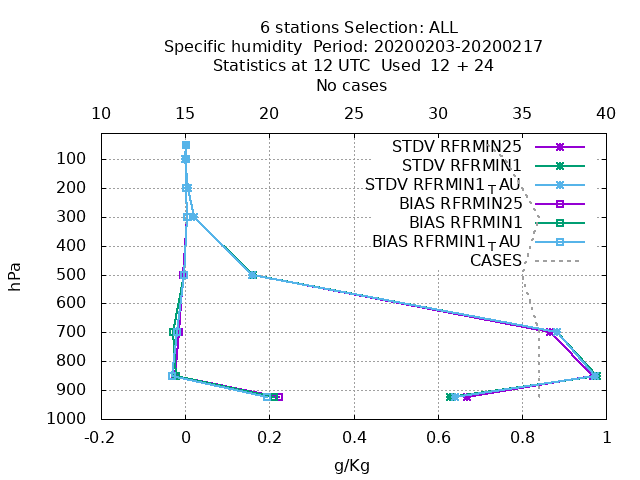 6 stations Selection: ALL
Specific humidity  Period: 20200203-20200217
Statistics at 12 UTC  Used  12 + 24
No cases
10 15 20 25 30 35 40
STDV RFRMIN25
STDV RFRMIN1
STDV RFRMIN1TAU
BIAS RFRMIN25
BIAS RFRMIN1
BIAS RFRMIN1TAU
CASES
100
200
300
400
500
600
700
800
900
1000
hPa
-0.2 0 0.2 0.4 0.6 0.8 1
g/Kg